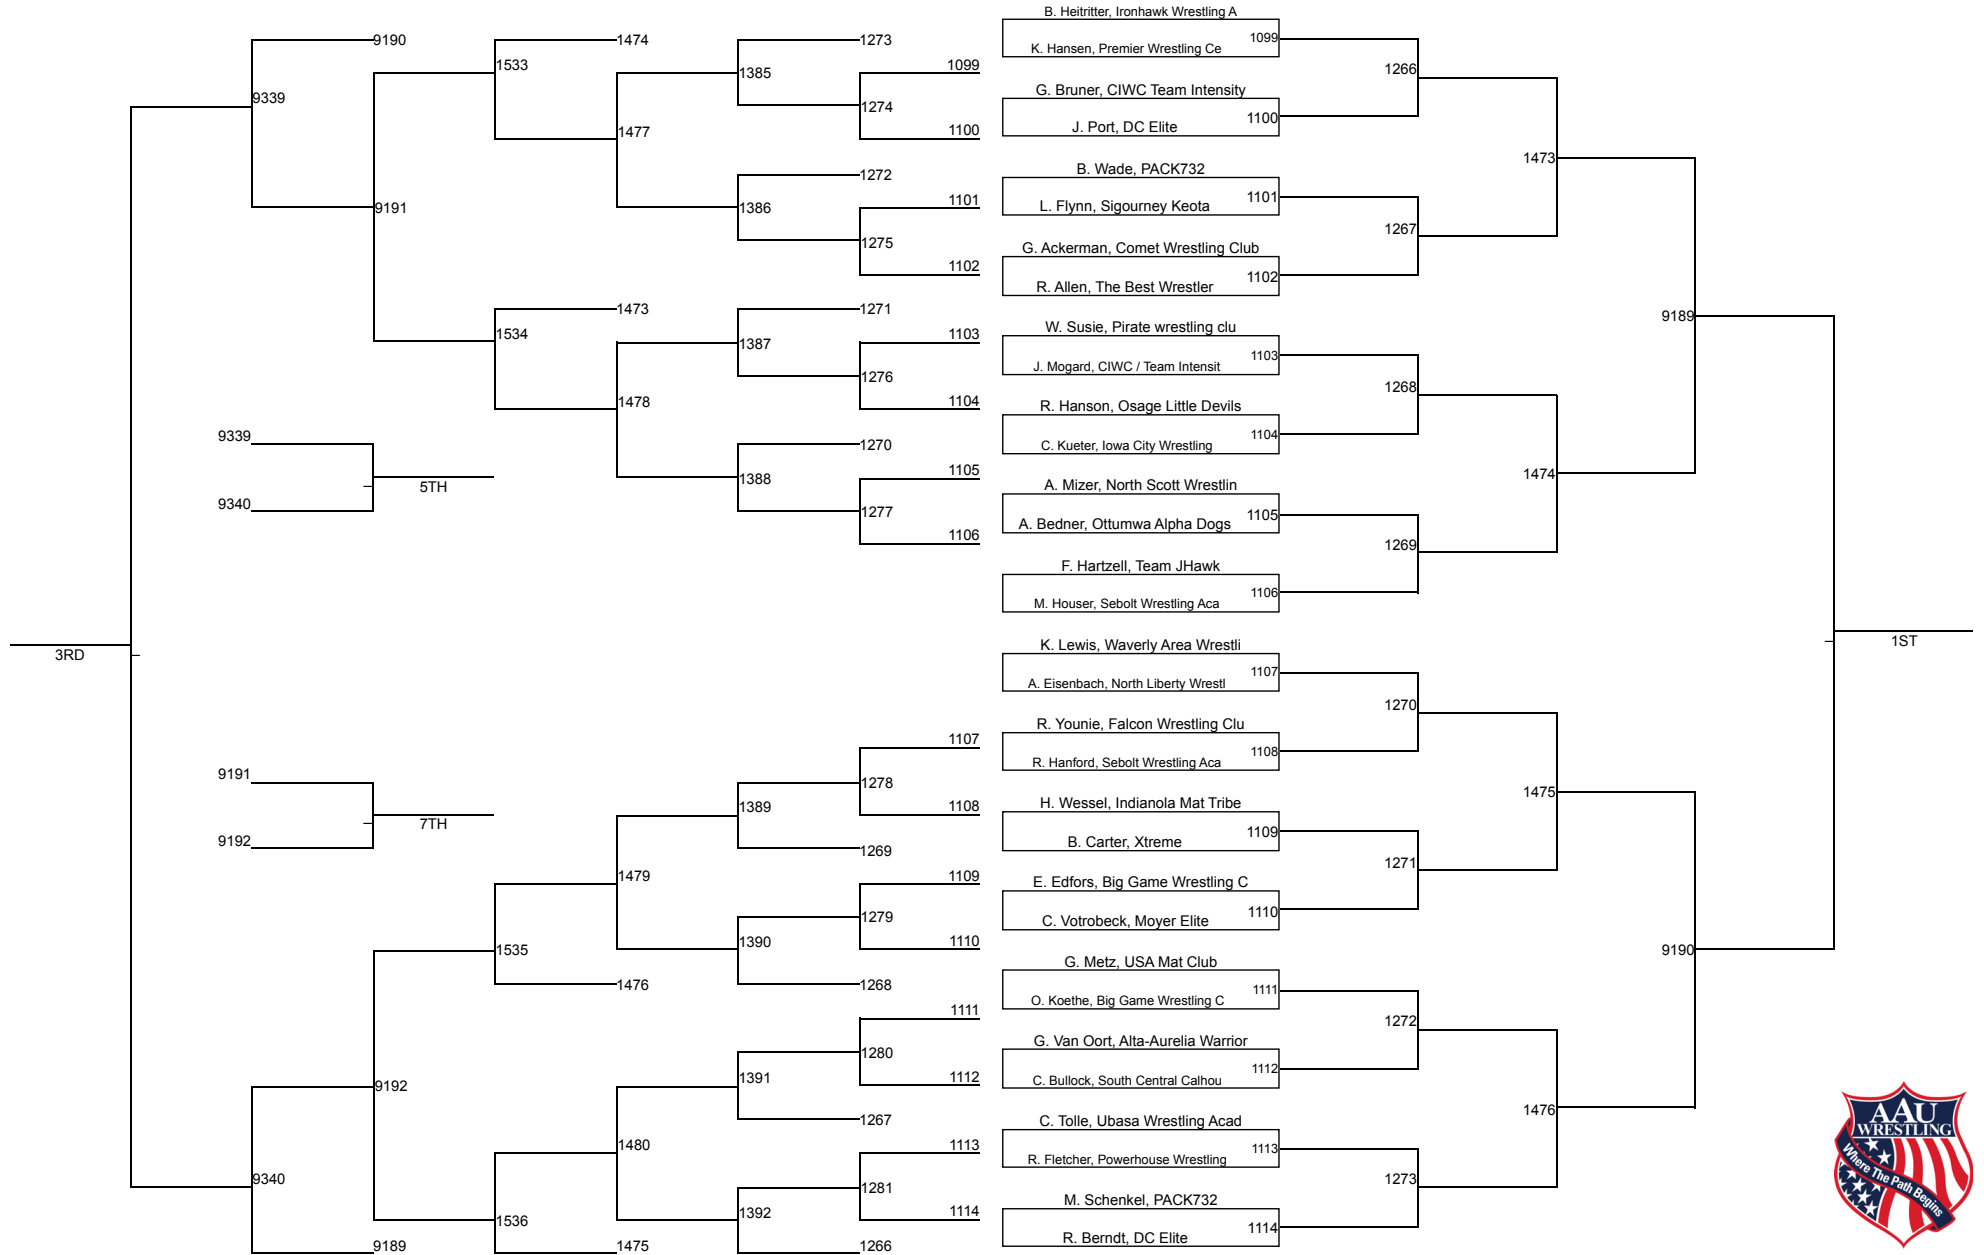 B. Heitritter, Ironhawk Wrestling A
9190 1474 1273 1099
K. Hansen, Premier Wrestling Ce
1533 1385 1099 1266
9339 1274 G. Bruner, CIWC Team Intensity
1477 1100 J. Port, DC Elite 1100
1473
B. Wade, PACK732
1272
9191 1386 1101 L. Flynn, Sigourney Keota 1101
1267
1275 G. Ackerman, Comet Wrestling Club
1102 R. Allen, The Best Wrestler 1102
1473 1271
9189
1534 1387 1103 W. Susie, Pirate wrestling clu
J. Mogard, CIWC / Team Intensit 1103
1276
1268
1478 1104 R. Hanson, Osage Little Devils
9339 1270 C. Kueter, Iowa City Wrestling 1104
1388 1105 1474
5TH A. Mizer, North Scott Wrestlin
9340 1277 A. Bedner, Ottumwa Alpha Dogs 1105
1106 1269
F. Hartzell, Team JHawk
M. Houser, Sebolt Wrestling Aca 1106
3RD K. Lewis, Waverly Area Wrestli 1ST
A. Eisenbach, North Liberty Wrestl 1107
1270
R. Younie, Falcon Wrestling Clu
1107 R. Hanford, Sebolt Wrestling Aca 1108
9191 1278
1475
1389 1108 H. Wessel, Indianola Mat Tribe
7TH B. Carter, Xtreme 1109
9192 1269
1271
1479 1109 E. Edfors, Big Game Wrestling C
1279 C. Votrobeck, Moyer Elite 1110
1390 1110
1535 9190
G. Metz, USA Mat Club
1476 1268 O. Koethe, Big Game Wrestling C 1111
1111 1272
1280 G. Van Oort, Alta-Aurelia Warrior
9192 1391 1112 C. Bullock, South Central Calhou 1112
1476
1267 C. Tolle, Ubasa Wrestling Acad
1480 1113 R. Fletcher, Powerhouse Wrestling 1113
9340 1281 1273
M. Schenkel, PACK732
1536 1392 1114 R. Berndt, DC Elite 1114
9189 1475 1266
AAU
WRESTLING
Where The Path Begins